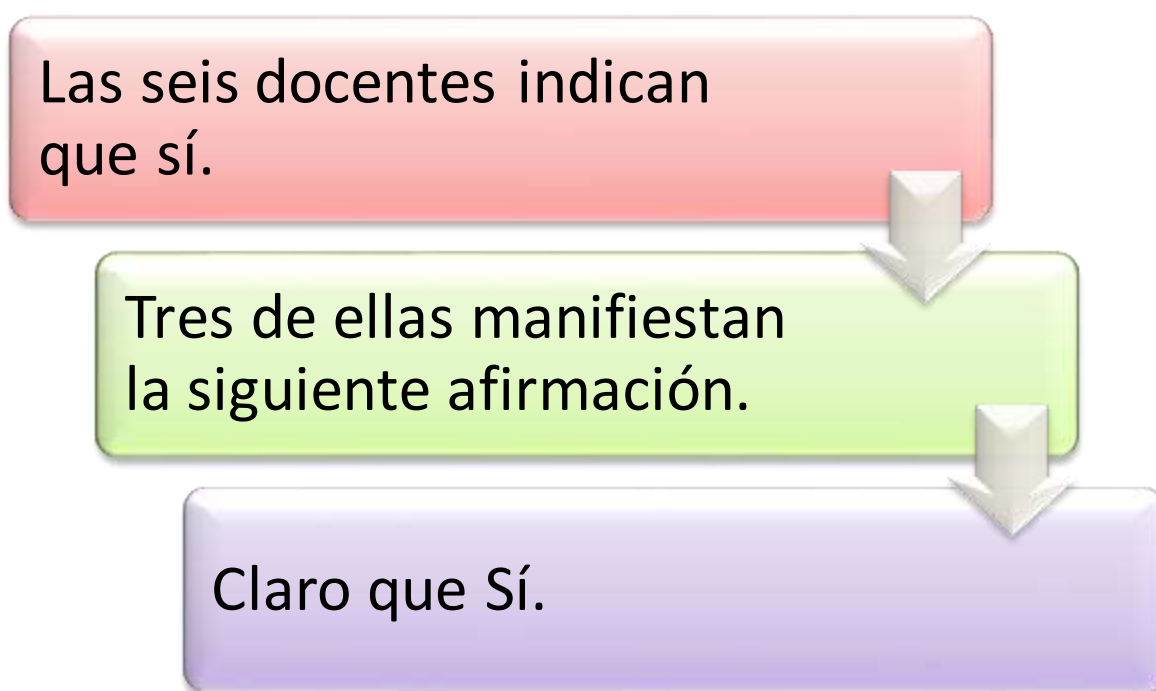 Las seis docentes indican
que sí.
Tres de ellas manifiestan
la siguiente afirmación.
Claro que Sí.